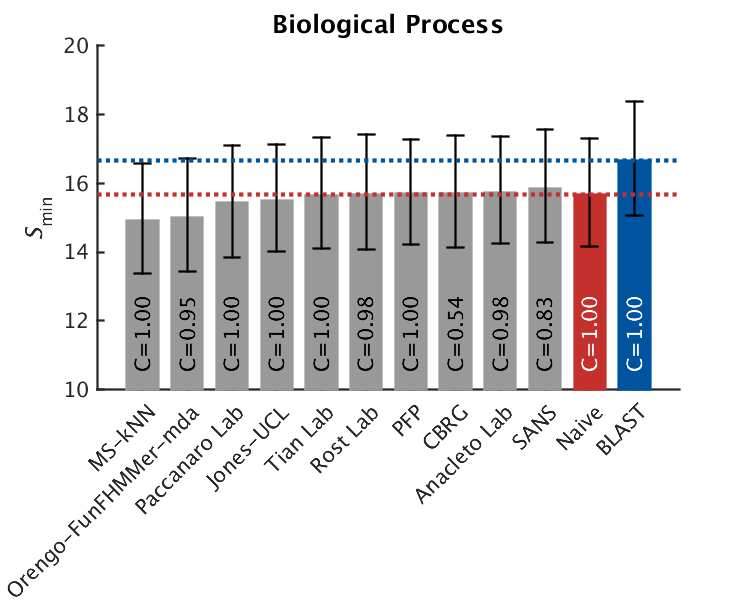 Biological Process
20
18
16
14
12
10
Smin
C=1.00
C=0.95
C=1.00
C=1.00
C=1.00
C=0.98
C=1.00
C=0.54
C=0.98
C=0.83
C=1.00
C=1.00
MS-kNN
Orengo-FunFHMMer-mda
Paccanaro Lab
Jones-UCL
Tian Lab
Rost Lab
PFP
CBRG
Anacleto Lab
SANS
Naive
BLAST